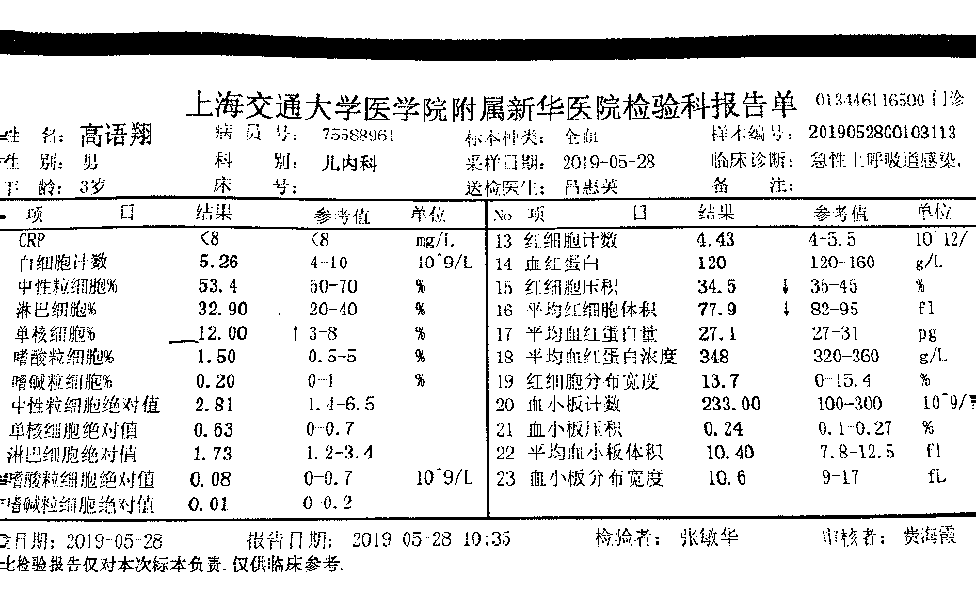 上海交通大学医学院附属新华医院检验科报告单 013446116500 门诊
姓 名: 高语翔 病 员 号: 75588961 标本种类: 全血 样本编号: 20190528G0103113
性 别: 男 科 别: 儿内科 采样日期: 2019-05-28 临床诊断: 急性上呼吸道感染,
年 龄: 3岁 床 号: 送检医生: 吕惠英 备 注:
项 目 结果 参考值 单位 No 项 目 结果 参考值 单位
CRP <8 <8 mg/L 13 红细胞计数 4.43 4-5.5 10^12/
白细胞计数 5.26 4-10 10^9/L 14 血红蛋白 120 120-160 g/L
中性粒细胞% 53.4 50-70 % 15 红细胞压积 34.5 ↓ 35-45 %
淋巴细胞% 32.90 20-40 % 16 平均红细胞体积 77.9 ↓ 82-95 fl
单核细胞% 12.00 ↑ 3-8 % 17 平均血红蛋白量 27.1 27-31 pg
嗜酸粒细胞% 1.50 0.5-5 % 18 平均血红蛋白浓度 348 320-360 g/L
嗜碱粒细胞% 0.20 0-1 % 19 红细胞分布宽度 13.7 0-15.4 %
中性粒细胞绝对值 2.81 1.4-6.5 20 血小板计数 233.00 100-300 10^9/
单核细胞绝对值 0.63 0-0.7 21 血小板压积 0.24 0.1-0.27 %
淋巴细胞绝对值 1.73 1.2-3.4 22 平均血小板体积 10.40 7.8-12.5 fl
嗜酸粒细胞绝对值 0.08 0-0.7 10^9/L 23 血小板分布宽度 10.6 9-17 fL
嗜碱粒细胞绝对值 0.01 0-0.2
日期: 2019-05-28 报告日期: 2019-05-28 10:35 检验者: 张敏华 审核者: 费海霞
此检验报告仅对本次标本负责,仅供临床参考.